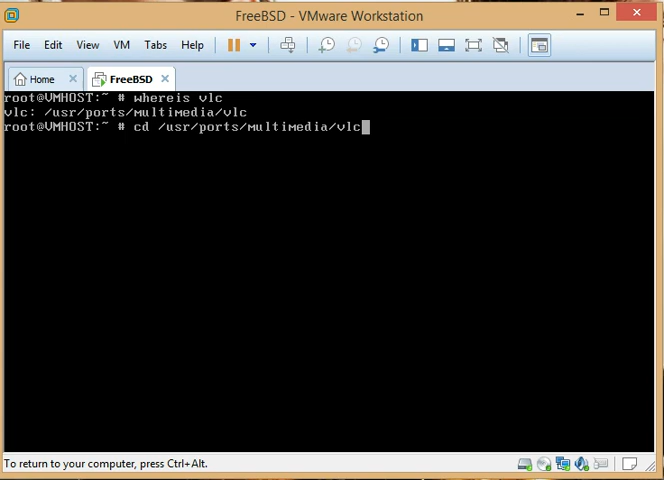 FreeBSD - VMware Workstation
File Edit View VM Tabs Help
Home FreeBSD
root@VMHOST:~ # whereis vlc
vlc: /usr/ports/multimedia/vlc
root@VMHOST:~ # cd /usr/ports/multimedia/vlc
To return to your computer, press Ctrl+Alt.